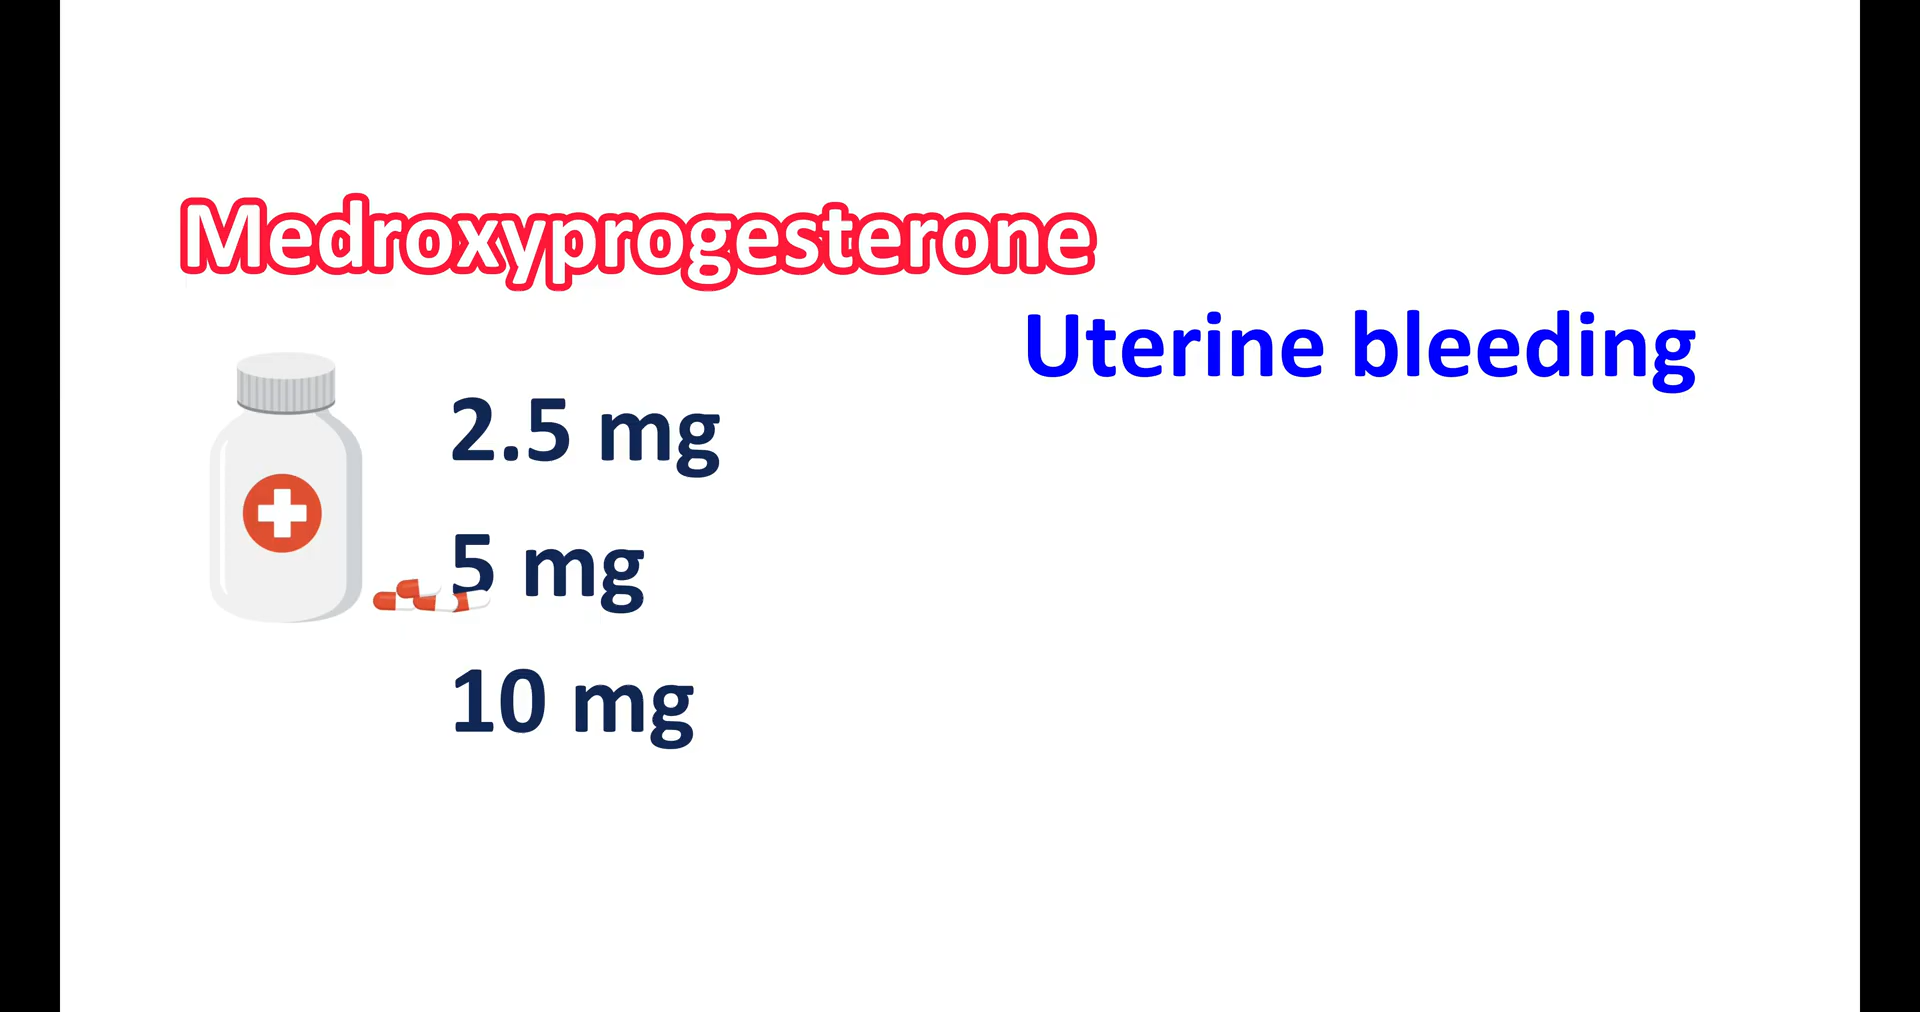 Medroxyprogesterone
Uterine bleeding
2.5 mg
5 mg
10 mg